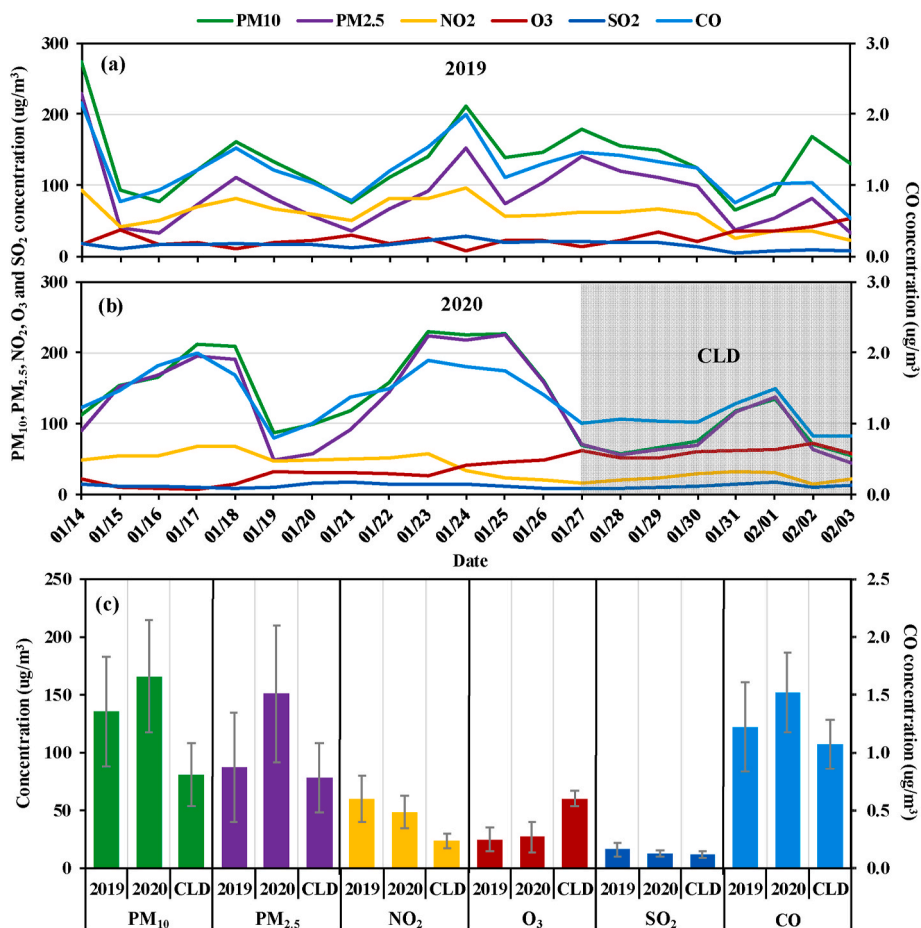 PM10 PM2.5 NO2 O3 SO2 CO
PM₁₀, PM₂.₅, NO₂, O₃ and SO₂ concentration (ug/m³)
(a)
2019
300
200
100
0
3.0
2.0
1.0
0.0
CO concentration (ug/m³)
(b)
2020
CLD
300
200
100
0
3.0
2.0
1.0
0.0
01/14 01/15 01/16 01/17 01/18 01/19 01/20 01/21 01/22 01/23 01/24 01/25 01/26 01/27 01/28 01/29 01/30 01/31 02/01 02/02 02/03
Date
(c)
Concentration (ug/m³)
250
200
150
100
50
0
2.5
2.0
1.5
1.0
0.5
0.0
CO concentration (ug/m³)
2019 2020 CLD 2019 2020 CLD 2019 2020 CLD 2019 2020 CLD 2019 2020 CLD 2019 2020 CLD
PM₁₀ PM₂.₅ NO₂ O₃ SO₂ CO